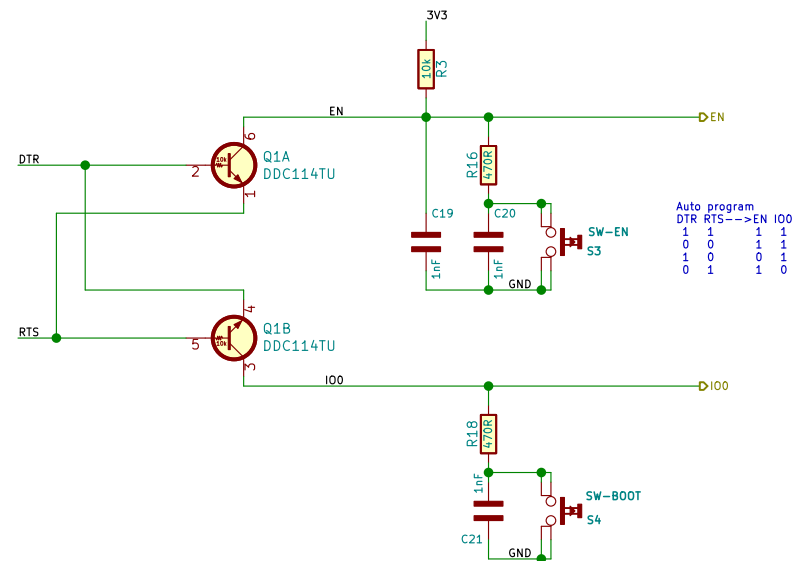 3V3
10k
R3
EN
EN
DTR
10k
6
Q1A
DDC114TU
2
1
R16
470R
C19
C20
1nF
1nF
SW-EN
S3
GND
Auto program
DTR RTS-->EN IO0
1 1 1 1
0 0 1 1
1 0 0 1
0 1 1 0
RTS
4
Q1B
DDC114TU
5
10k
3
IO0
IO0
R18
470R
1nF
C21
SW-BOOT
S4
GND